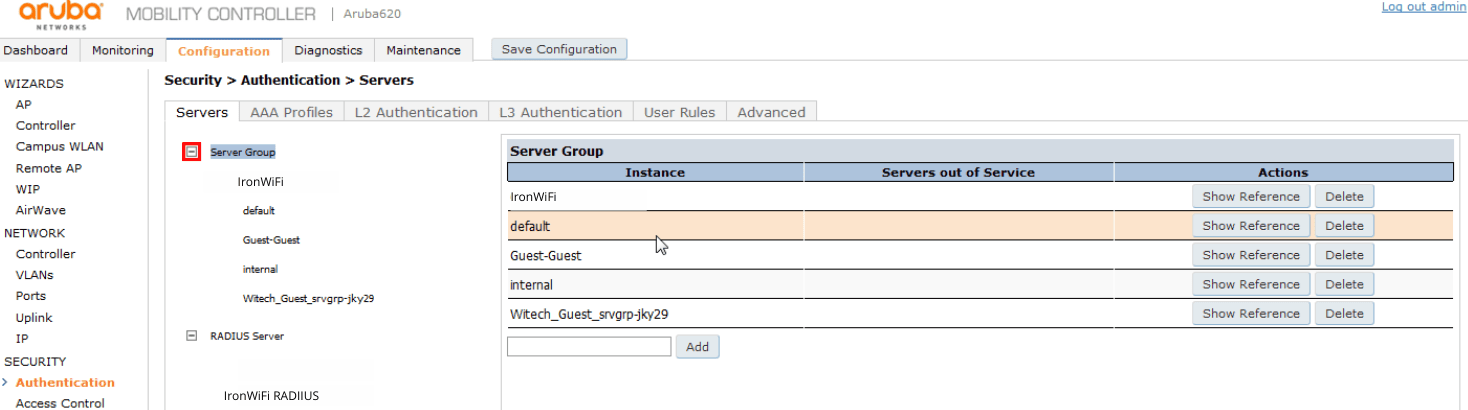 aruba NETWORKS MOBILITY CONTROLLER | Aruba620 Log out admin
Dashboard Monitoring Configuration Diagnostics Maintenance Save Configuration
WIZARDS
AP
Controller
Campus WLAN
Remote AP
WIP
AirWave
NETWORK
Controller
VLANs
Ports
Uplink
IP
SECURITY
> Authentication
Access Control
Security > Authentication > Servers
Servers AAA Profiles L2 Authentication L3 Authentication User Rules Advanced
Server Group
IronWiFi
default
Guest-Guest
internal
Witech_Guest_srvgrp-jky29
RADIUS Server
IronWiFi RADIIUS
Server Group
Instance Servers out of Service Actions
IronWiFi Show Reference Delete
default Show Reference Delete
Guest-Guest Show Reference Delete
internal Show Reference Delete
Witech_Guest_srvgrp-jky29 Show Reference Delete
Add